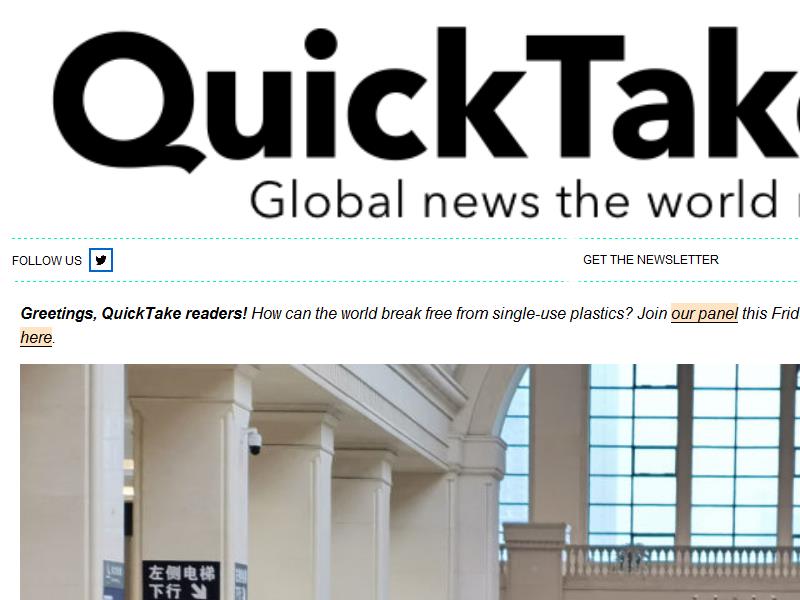 QuickTak
Global news the world
FOLLOW US
GET THE NEWSLETTER
Greetings, QuickTake readers! How can the world break free from single-use plastics? Join our panel this Frid
here.
左侧电梯
下行